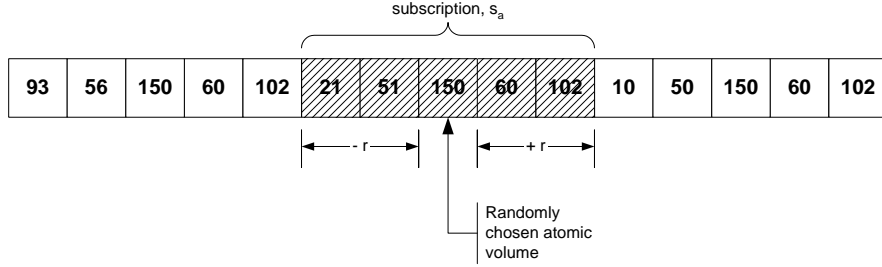 subscription, sₐ
93 56 150 60 102 21 51 150 60 102 10 50 150 60 102
- r + r
Randomly
chosen atomic
volume